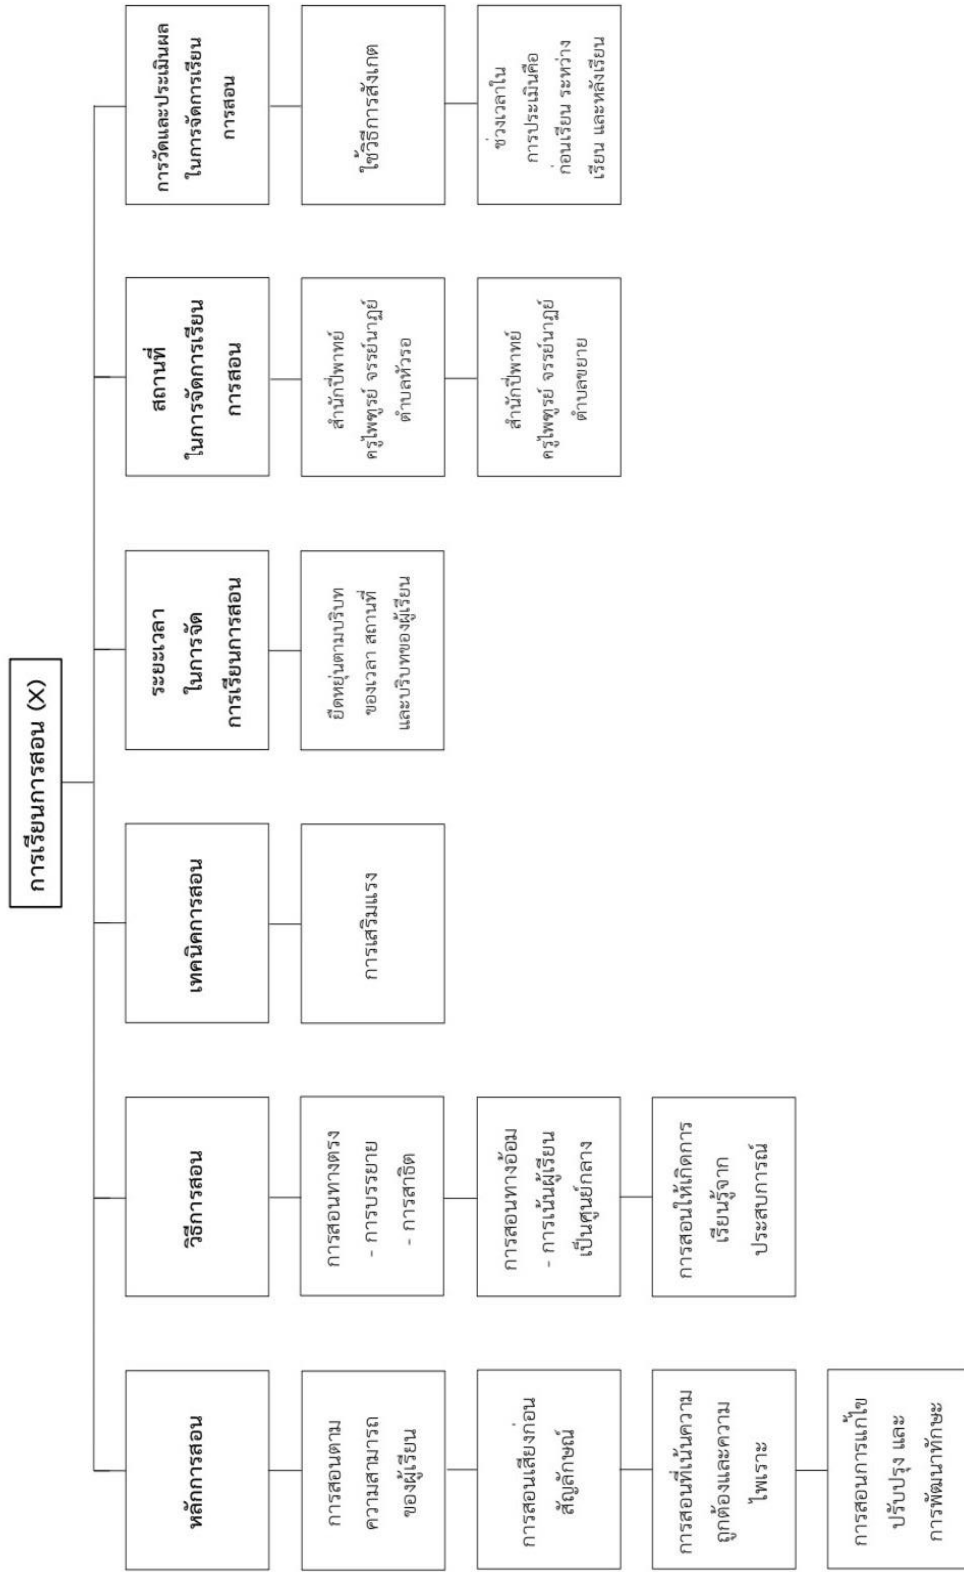 การเรียนการสอน (X)
หลักการสอน
การสอนตาม
ความสามารถ
ของผู้เรียน
การสอนเสียงก่อน
สัญลักษณ์
การสอนที่เน้นความ
ถูกต้องและความ
ไพเราะ
การสอนการแก้ไข
ปรับปรุง และ
การพัฒนาทักษะ
วิธีการสอน
การสอนทางตรง
- การบรรยาย
- การสาธิต
การสอนทางอ้อม
- การเน้นผู้เรียน
เป็นศูนย์กลาง
การสอนให้เกิดการ
เรียนรู้จาก
ประสบการณ์
เทคนิคการสอน
การเสริมแรง
ระยะเวลา
ในการจัด
การเรียนการสอน
ยืดหยุ่นตามบริบท
ของเวลา สถานที่
และบริบทของผู้เรียน
สถานที่
ในการจัดการเรียน
การสอน
สำนักปี่พาทย์
ครูไพฑูรย์ จรรย์นาฏย์
ตำบลหัวรอ
สำนักปี่พาทย์
ครูไพฑูรย์ จรรย์นาฏย์
ตำบลขยาย
การวัดและประเมินผล
ในการจัดการเรียน
การสอน
ใช้วิธีการสังเกต
ช่วงเวลาใน
การประเมินคือ
ก่อนเรียน ระหว่าง
เรียน และหลังเรียน